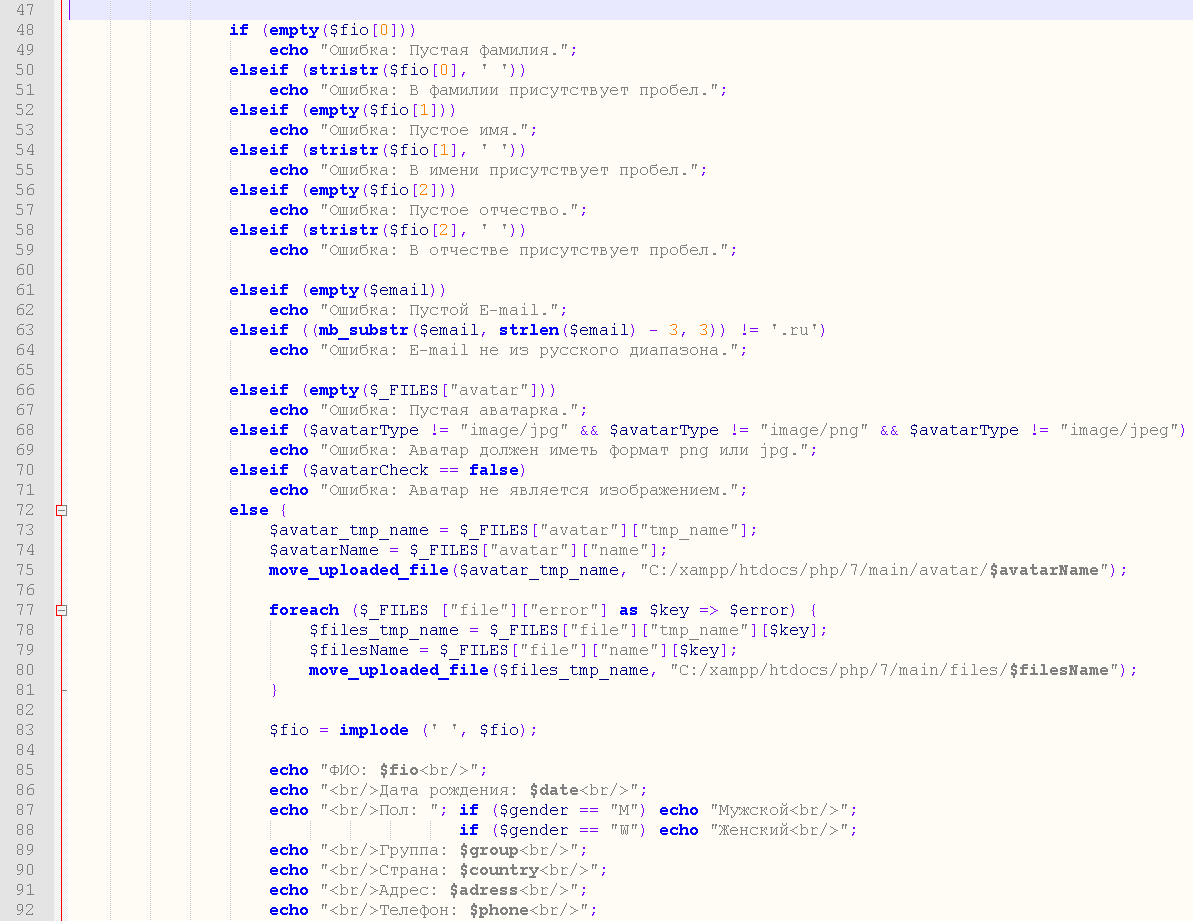 47
48 if (empty($fio[0]))
49 echo "Ошибка: Пустая фамилия.";
50 elseif (stristr($fio[0], ' '))
51 echo "Ошибка: В фамилии присутствует пробел.";
52 elseif (empty($fio[1]))
53 echo "Ошибка: Пустое имя.";
54 elseif (stristr($fio[1], ' '))
55 echo "Ошибка: В имени присутствует пробел.";
56 elseif (empty($fio[2]))
57 echo "Ошибка: Пустое отчество.";
58 elseif (stristr($fio[2], ' '))
59 echo "Ошибка: В отчестве присутствует пробел.";
60
61 elseif (empty($email))
62 echo "Ошибка: Пустой E-mail.";
63 elseif ((mb_substr($email, strlen($email) - 3, 3)) != '.ru')
64 echo "Ошибка: E-mail не из русского диапазона.";
65
66 elseif (empty($_FILES["avatar"]))
67 echo "Ошибка: Пустая аватарка.";
68 elseif ($avatarType != "image/jpg" && $avatarType != "image/png" && $avatarType != "image/jpeg")
69 echo "Ошибка: Аватар должен иметь формат png или jpg.";
70 elseif ($avatarCheck == false)
71 echo "Ошибка: Аватар не является изображением.";
72 else {
73 $avatar_tmp_name = $_FILES["avatar"]["tmp_name"];
74 $avatarName = $_FILES["avatar"]["name"];
75 move_uploaded_file($avatar_tmp_name, "C:/xampp/htdocs/php/7/main/avatar/$avatarName");
76
77 foreach ($_FILES ["file"]["error"] as $key => $error) {
78 $files_tmp_name = $_FILES["file"]["tmp_name"][$key];
79 $filesName = $_FILES["file"]["name"][$key];
80 move_uploaded_file($files_tmp_name, "C:/xampp/htdocs/php/7/main/files/$filesName");
81 }
82
83 $fio = implode (' ', $fio);
84
85 echo "ФИО: $fio<br/>";
86 echo "<br/>Дата рождения: $date<br/>";
87 echo "<br/>Пол: "; if ($gender == "M") echo "Мужской<br/>";
88 if ($gender == "W") echo "Женский<br/>";
89 echo "<br/>Группа: $group<br/>";
90 echo "<br/>Страна: $country<br/>";
91 echo "<br/>Адрес: $adress<br/>";
92 echo "<br/>Телефон: $phone<br/>";